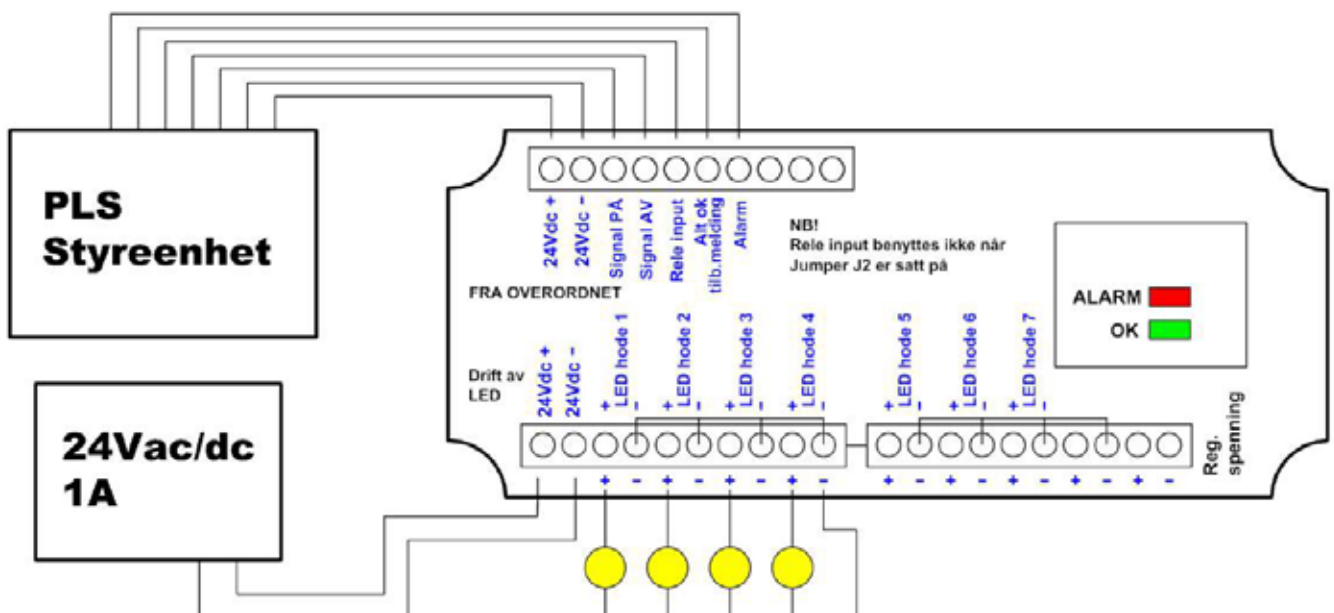 PLS
Styreenhet
24Vdc +
24Vdc −
Signal PÅ
Signal AV
Rele input
Alt ok
tilb.melding
Alarm
NB!
Rele input benyttes ikke når
Jumper J2 er satt på
FRA OVERORDNET
ALARM
OK
24Vac/dc
1A
Drift av
LED
24Vdc +
24Vdc −
+ LED hode 1 −
+ LED hode 2 −
+ LED hode 3 −
+ LED hode 4 −
+ LED hode 5 −
+ LED hode 6 −
+ LED hode 7 −
Reg.
spenning
+ − + − + − + − + − + − + − + − + −